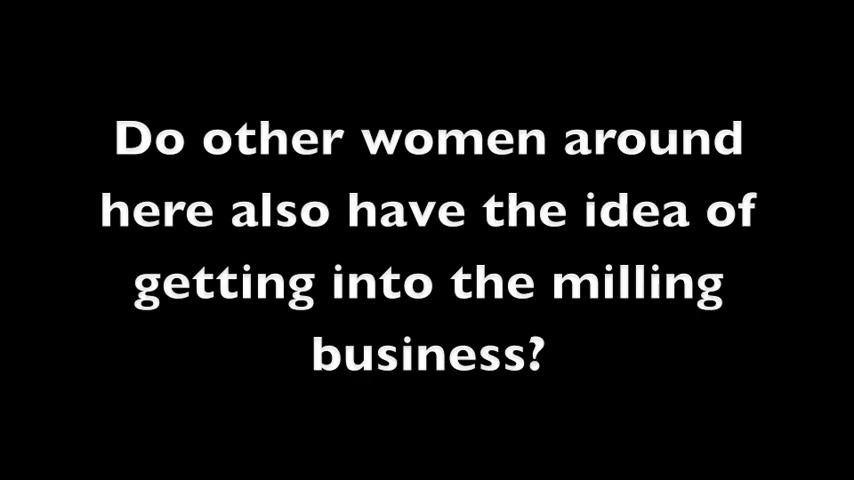 Do other women around
here also have the idea of
getting into the milling
business?